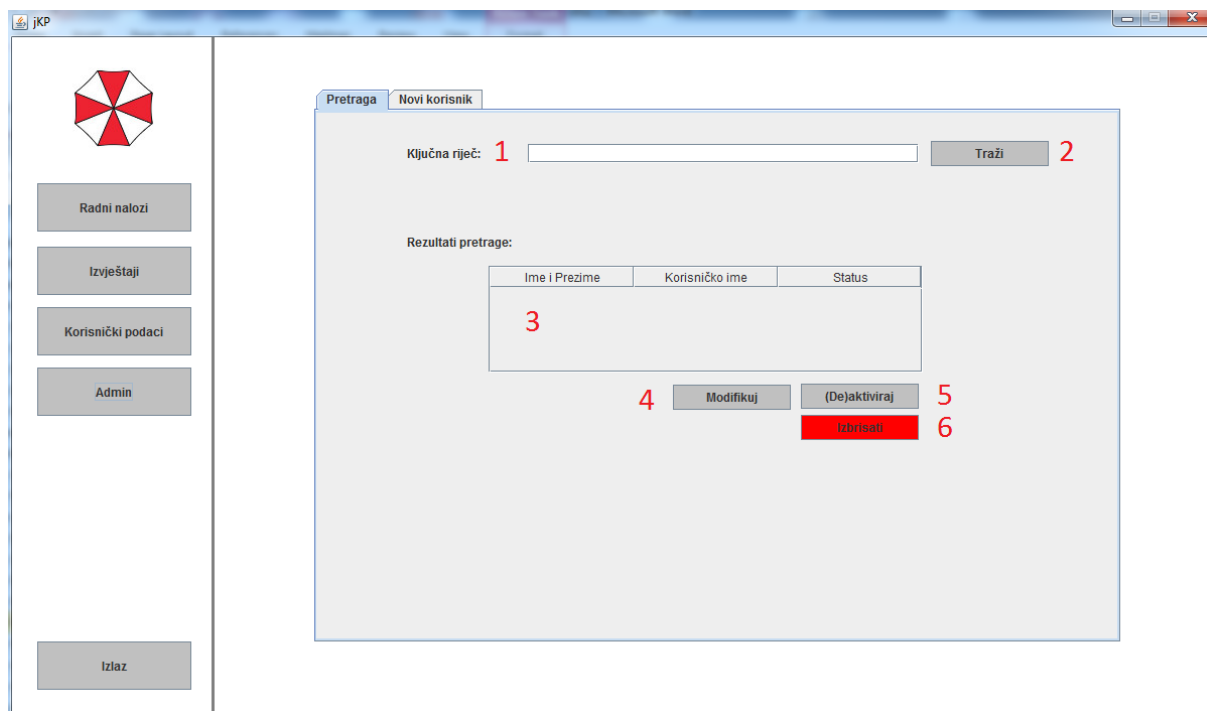 jKP
Pretraga Novi korisnik
Ključna riječ: 1 Traži 2
Radni nalozi
Rezultati pretrage:
Izvještaji
Ime i Prezime Korisničko ime Status
3
Korisnički podaci
Admin
4 Modifikuj (De)aktiviraj 5
Izbrisati 6
Izlaz